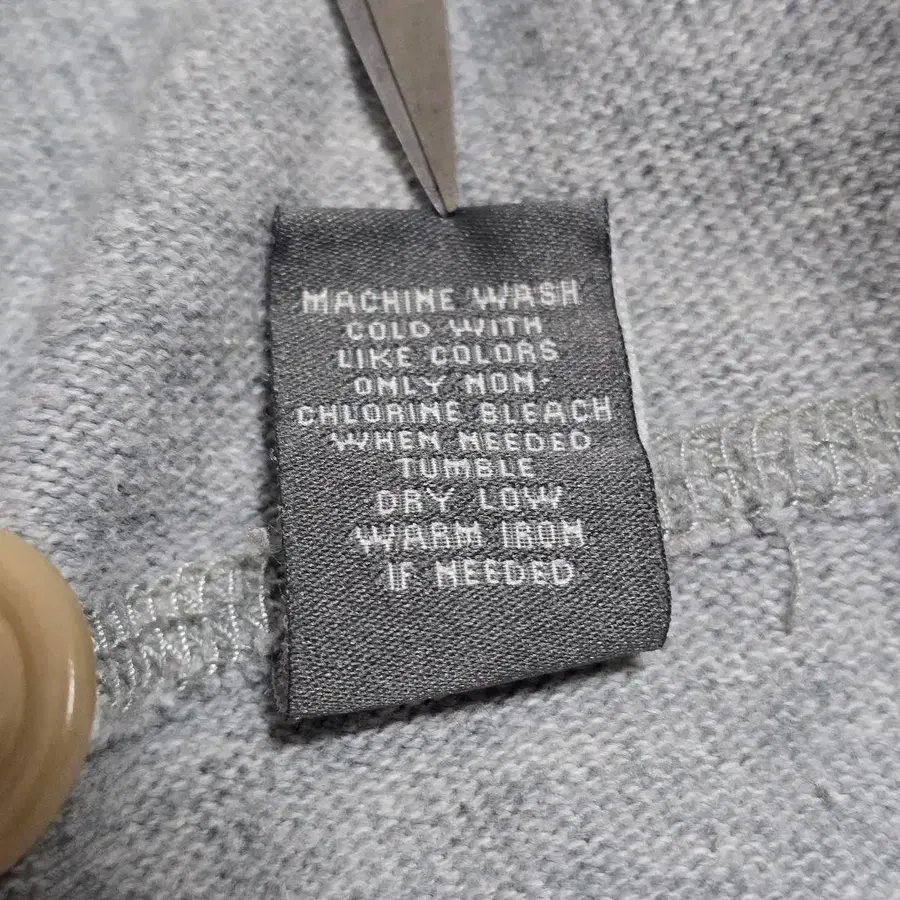 MACHINE WASH
COLD WITH
LIKE COLORS
ONLY NON-
CHLORINE BLEACH
WHEN NEEDED
TUMBLE
DRY LOW
WARM IRON
IF NEEDED